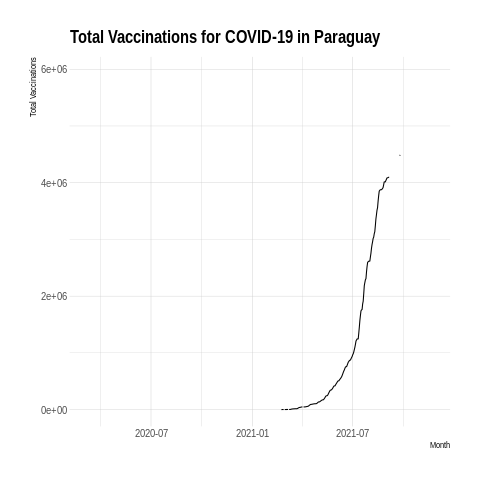 Total Vaccinations for COVID-19 in Paraguay
Total Vaccinations
6e+06
4e+06
2e+06
0e+00
2020-07
2021-01
2021-07
Month